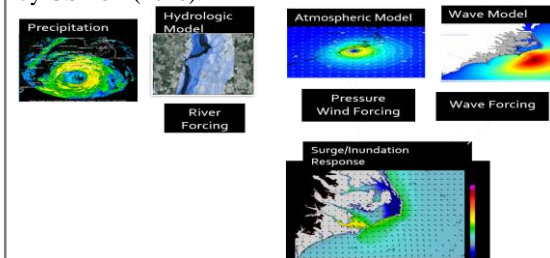 Precipitation
Hydrologic
Model
Atmospheric Model
Wave Model
River
Forcing
Pressure
Wind Forcing
Wave Forcing
Surge/Inundation
Response